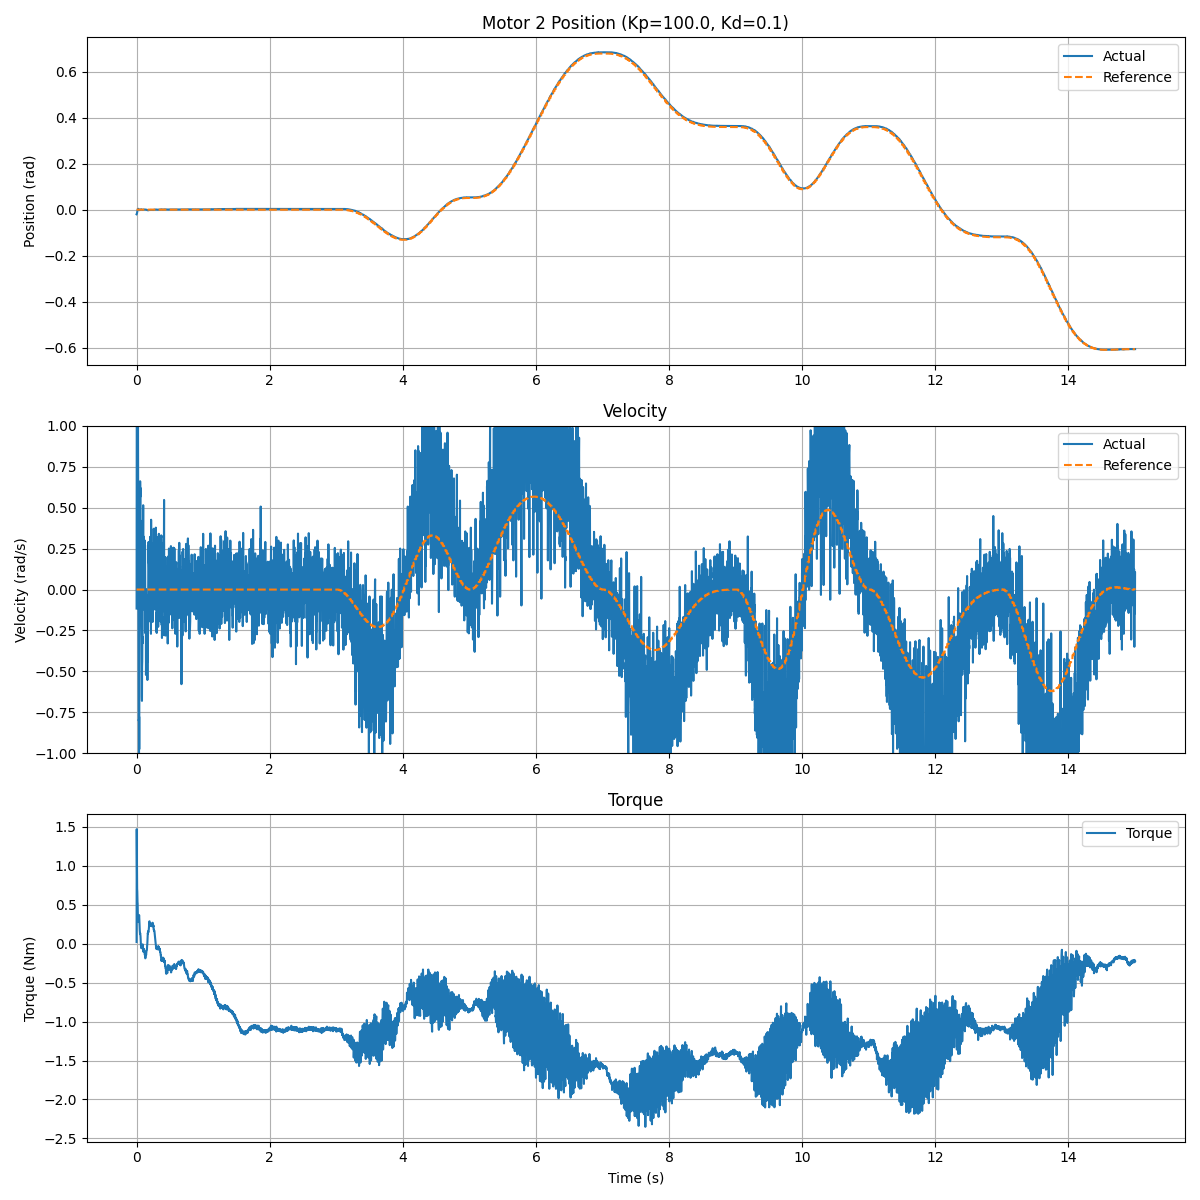 Motor 2 Position (Kp=100.0, Kd=0.1)
Position (rad)
0.6
0.4
0.2
0.0
−0.2
−0.4
−0.6
0 2 4 6 8 10 12 14
Actual
Reference
Velocity
Velocity (rad/s)
1.00
0.75
0.50
0.25
0.00
−0.25
−0.50
−0.75
−1.00
0 2 4 6 8 10 12 14
Actual
Reference
Torque
Torque (Nm)
1.5
1.0
0.5
0.0
−0.5
−1.0
−1.5
−2.0
−2.5
0 2 4 6 8 10 12 14
Torque
Time (s)